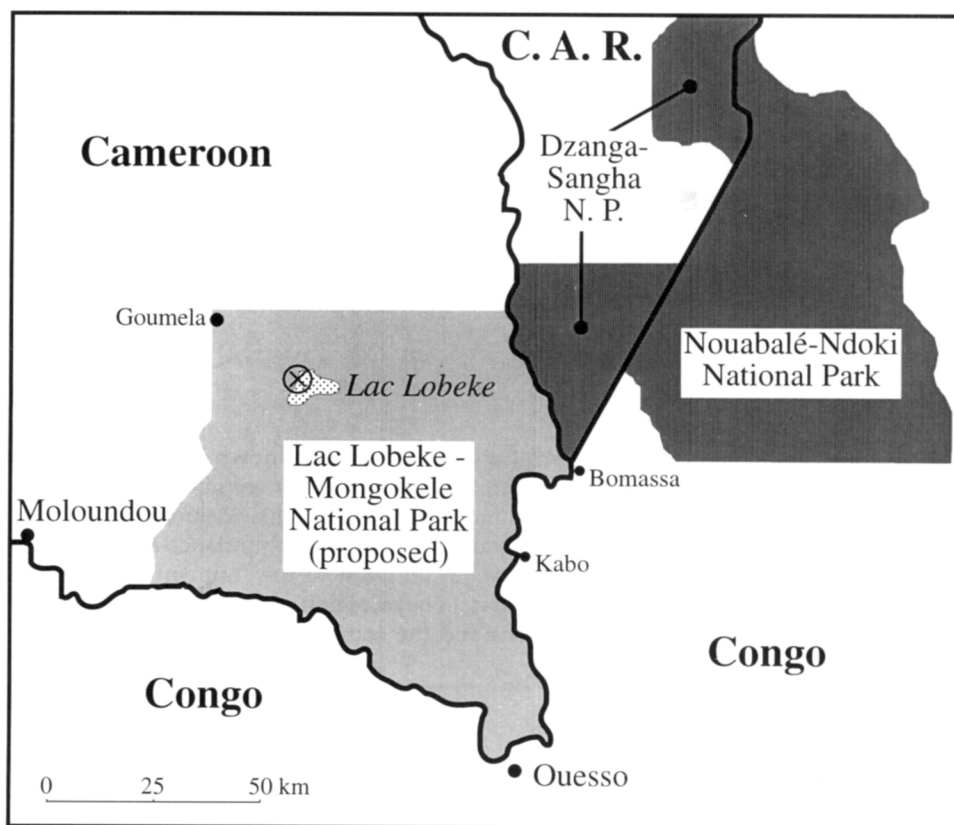 C. A. R.
Cameroon
Dzanga-
Sangha
N. P.
Goumela
Nouabalé-Ndoki
National Park
Lac Lobeke
Lac Lobeke -
Mongokele
National Park
(proposed)
Bomassa
Moloundou
Kabo
Congo
Congo
Ouesso
0 25 50 km